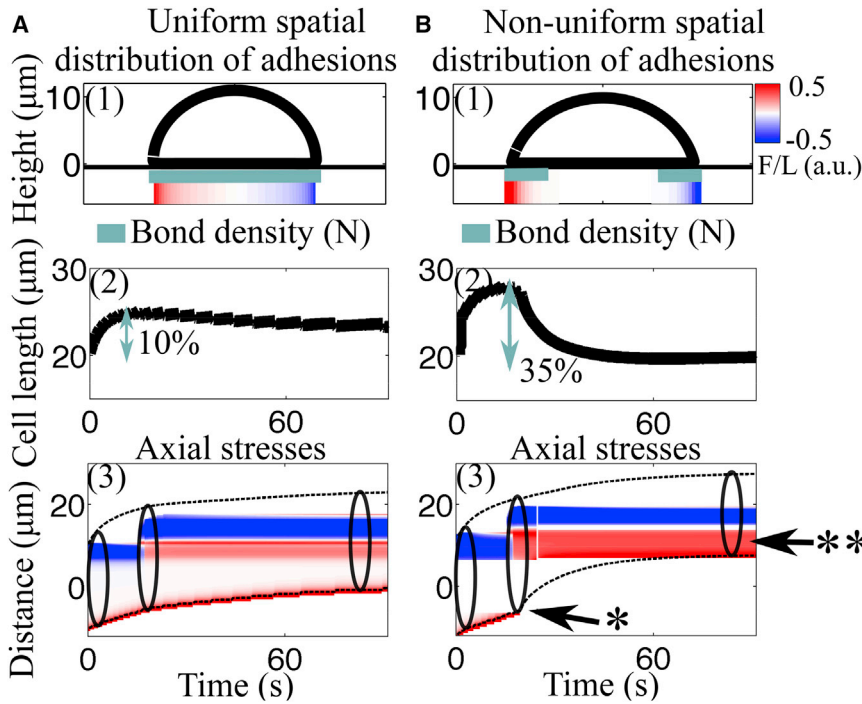 A
Uniform spatial
distribution of adhesions
B
Non-uniform spatial
distribution of adhesions
Height (μm)
10
0
(1)
(1)
0.5
-0.5
F/L (a.u.)
Bond density (N)
Bond density (N)
Cell length (μm)
30
20
(2)
10%
0
60
30
20
(2)
35%
0
60
Axial stresses
Axial stresses
Distance (μm)
20
0
(3)
0
60
Time (s)
20
0
(3)
**
*
0
60
Time (s)